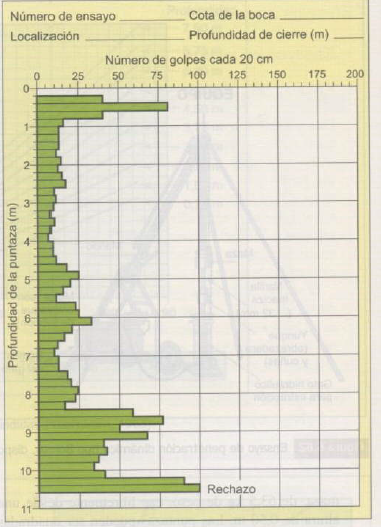 Número de ensayo Cota de la boca
Localización Profundidad de cierre (m)
Número de golpes cada 20 cm
0 25 50 75 100 125 150 175 200
Profundidad de la puntaza (m)
0
1
2
3
4
5
6
7
8
9
10
11
Rechazo